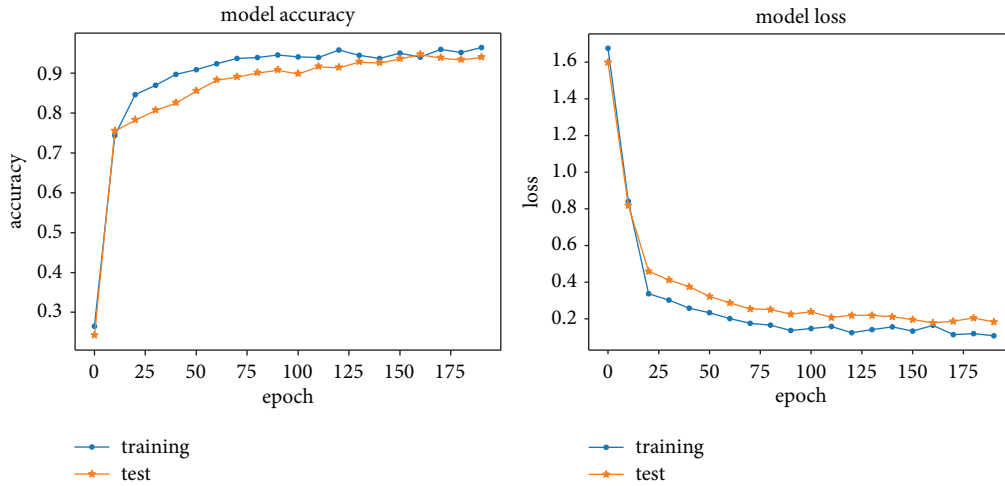 model accuracy
accuracy
0.9
0.8
0.7
0.6
0.5
0.4
0.3
0 25 50 75 100 125 150 175
epoch
training
test
model loss
loss
1.6
1.4
1.2
1.0
0.8
0.6
0.4
0.2
0 25 50 75 100 125 150 175
epoch
training
test